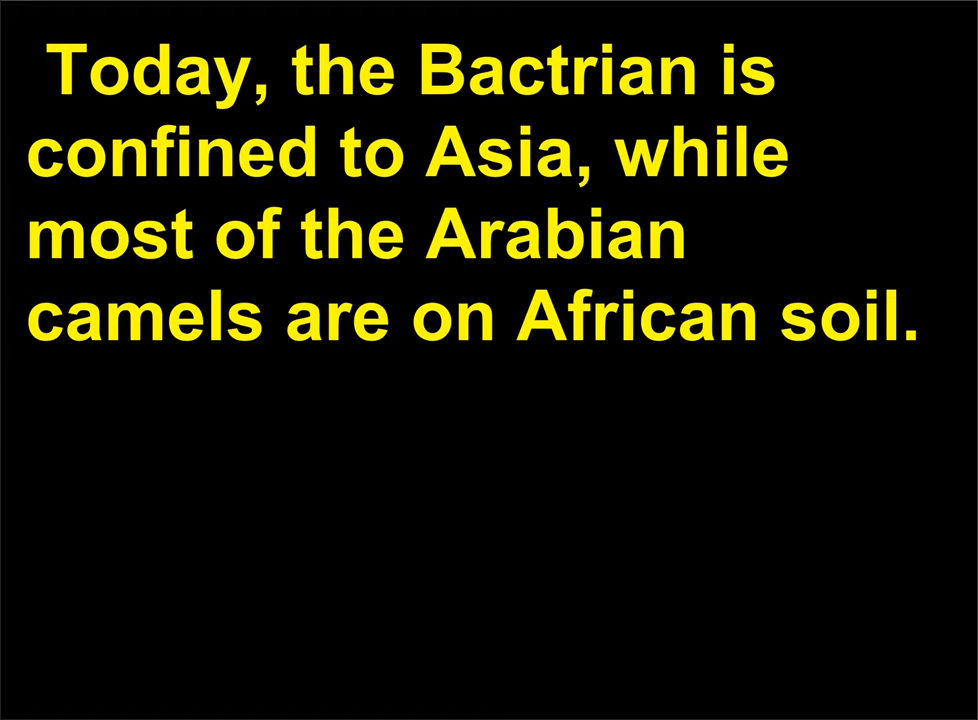 Today, the Bactrian is
confined to Asia, while
most of the Arabian
camels are on African soil.